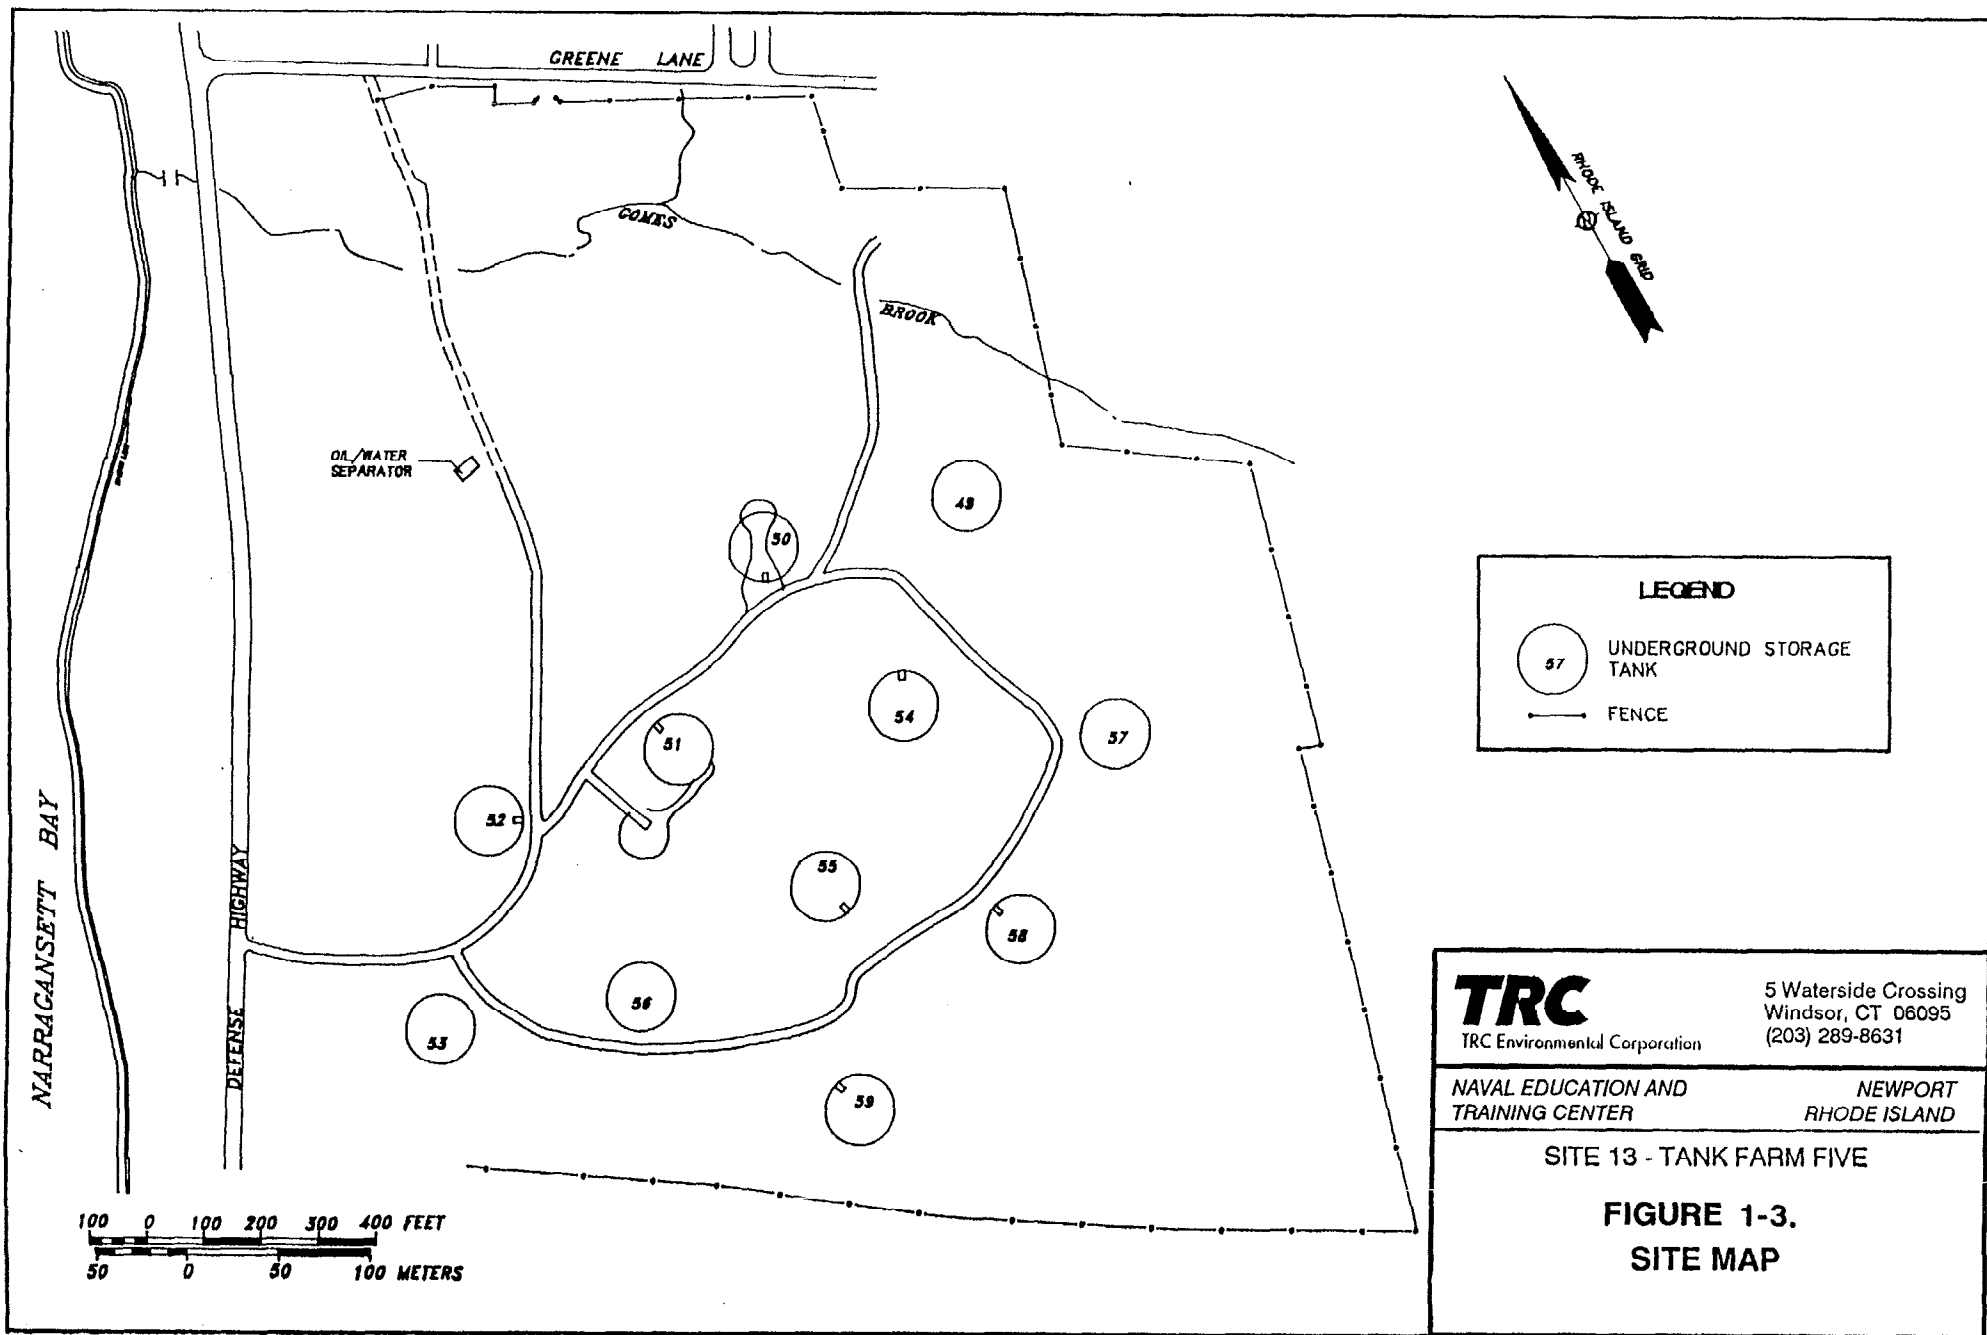 GREENE LANE
GOMES
BROOK
RHODE ISLAND GRID
OIL/WATER
SEPARATOR
49
50
54
51
57
52
55
58
56
53
59
NARRAGANSETT BAY
DEFENSE HIGHWAY
LEGEND
57
UNDERGROUND STORAGE
TANK
FENCE
100 0 100 200 300 400 FEET
50 0 50 100 METERS
TRC
TRC Environmental Corporation
5 Waterside Crossing
Windsor, CT 06095
(203) 289-8631
NAVAL EDUCATION AND
TRAINING CENTER
NEWPORT
RHODE ISLAND
SITE 13 - TANK FARM FIVE
FIGURE 1-3.
SITE MAP